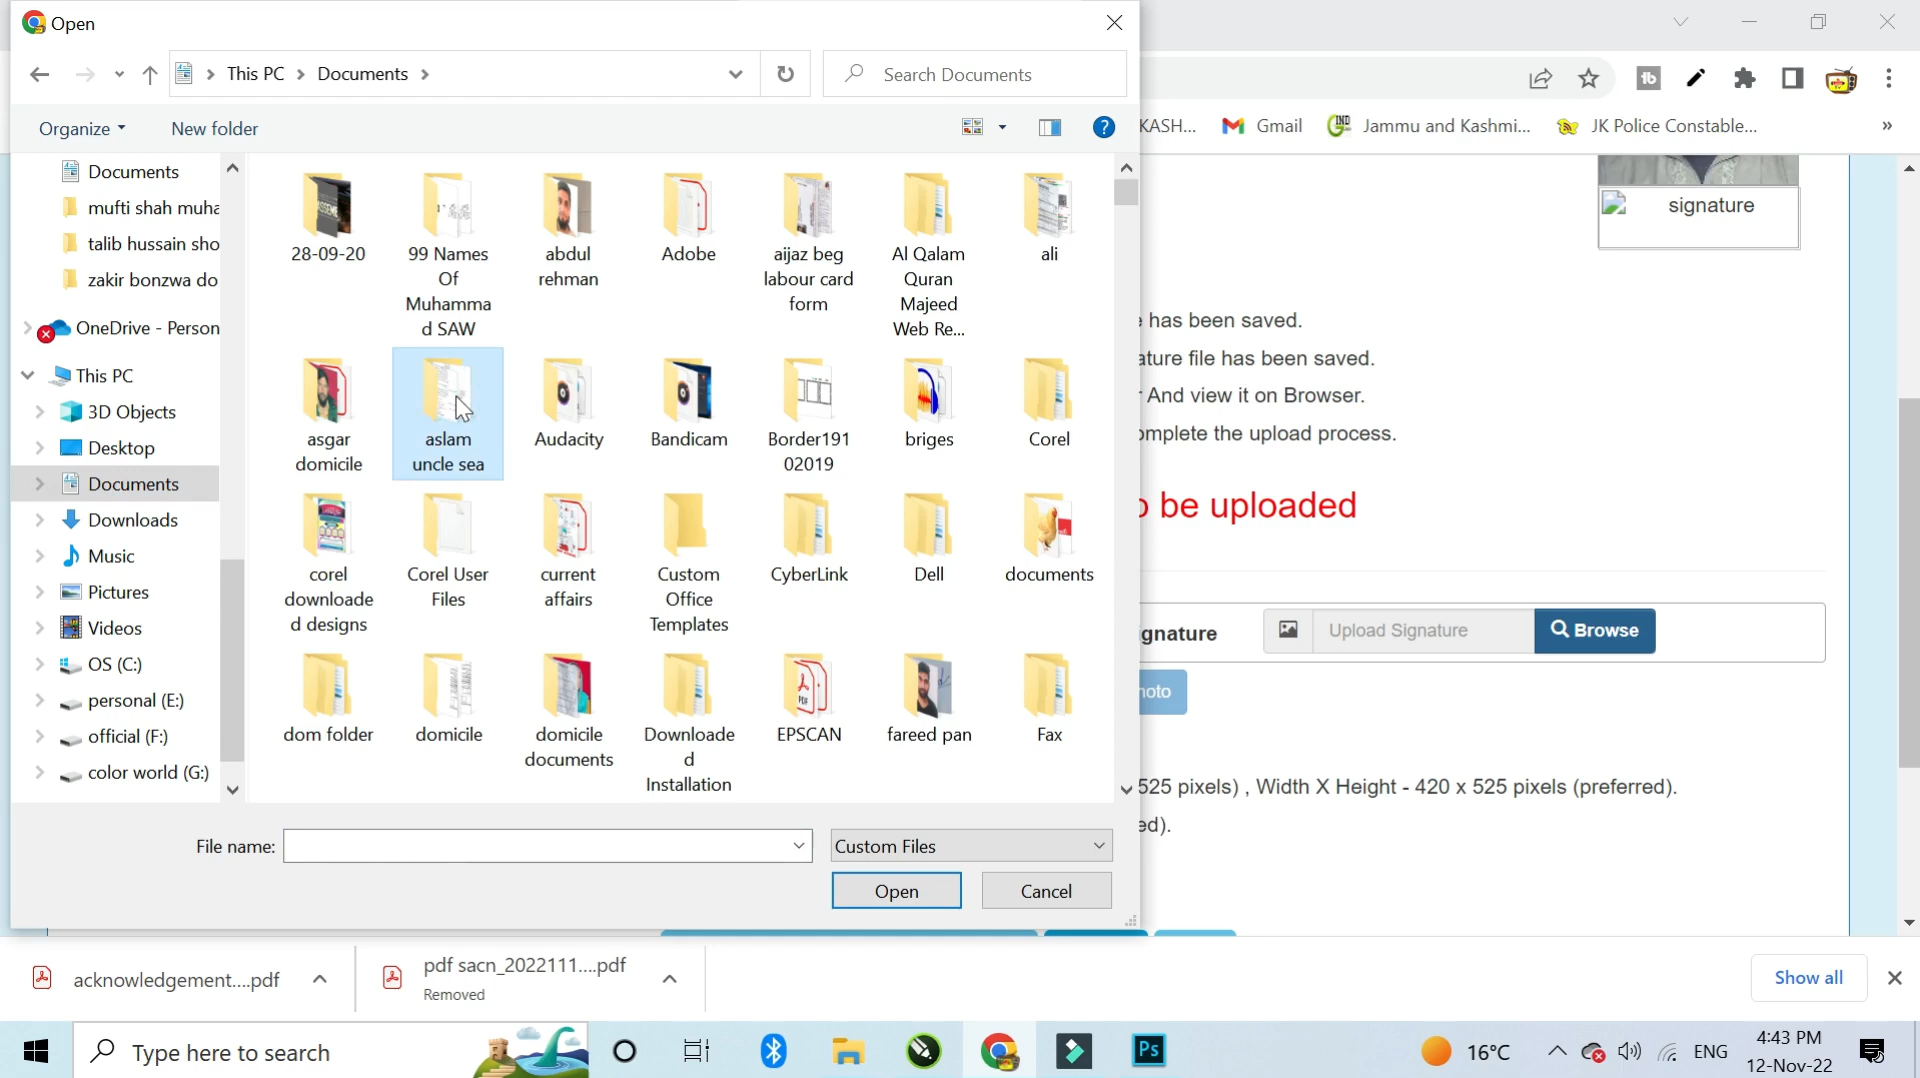 Open
This PC
Documents
Search Documents
Organize
New folder
Documents
mufti shah muha
talib hussain sho
zakir bonzwa do
OneDrive - Person
This PC
3D Objects
Desktop
Documents
Downloads
Music
Pictures
Videos
OS (C:)
personal (E:)
official (F:)
color world (G:)
28-09-20
99 Names
Of
Muhamma
d SAW
abdul
rehman
Adobe
aijaz beg
labour card
form
Al Qalam
Quran
Majeed
Web Re...
ali
asgar
domicile
aslam
uncle sea
Audacity
Bandicam
Border191
02019
briges
Corel
corel
downloade
d designs
Corel User
Files
current
affairs
Custom
Office
Templates
CyberLink
Dell
documents
dom folder
domicile
domicile
documents
Downloade
d
Installation
EPSCAN
fareed pan
Fax
File name:
Custom Files
Open
Cancel
KASH...
Gmail
Jammu and Kashmi...
JK Police Constable...
signature
has been saved.
ature file has been saved.
And view it on Browser.
omplete the upload process.
o be uploaded
gnature
Upload Signature
Browse
hoto
525 pixels) , Width X Height - 420 x 525 pixels (preferred).
ed).
acknowledgement....pdf
pdf sacn_2022111....pdf
Removed
Show all
Type here to search
Ps
16°C
ENG
4:43 PM
12-Nov-22